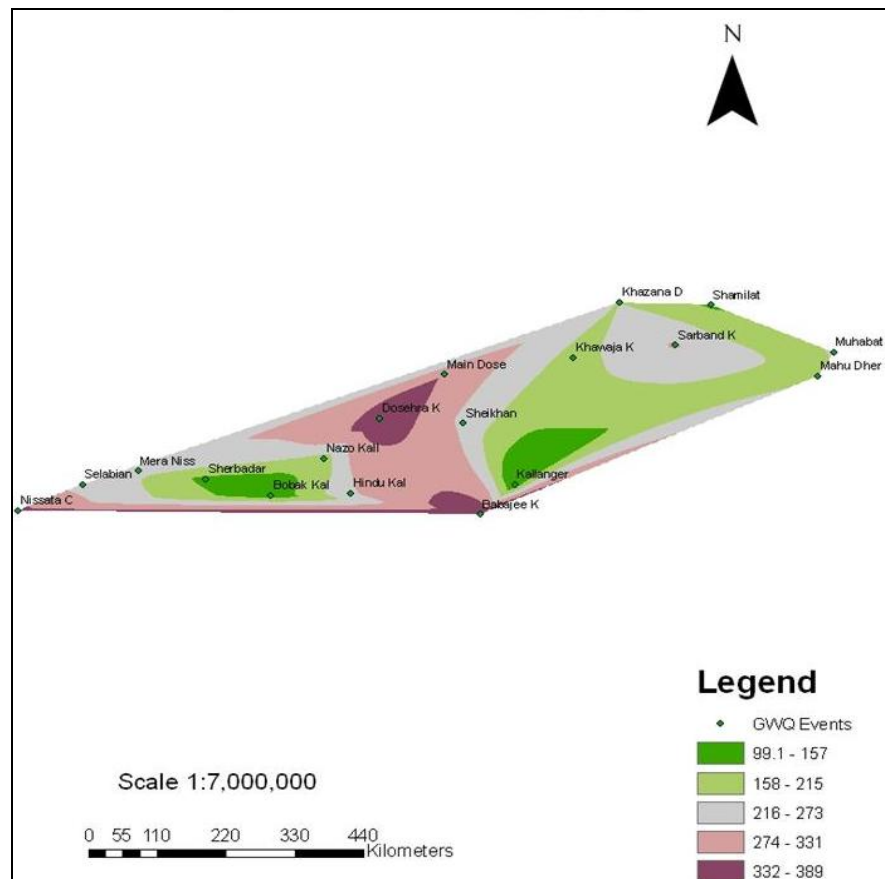 N
Khazana D
Shamilat
Sarband K
Muhabat
Khawaja K
Mahu Dher
Main Dose
Dosehra K
Sheikhan
Nazo Kall
Mera Niss
Sherbadar
Selabian
Kallanger
Bobak Kal
Hindu Kal
Nissata C
Babajee K
Legend
GWQ Events
99.1 - 157
158 - 215
216 - 273
274 - 331
332 - 389
Scale 1:7,000,000
0 55 110 220 330 440
Kilometers